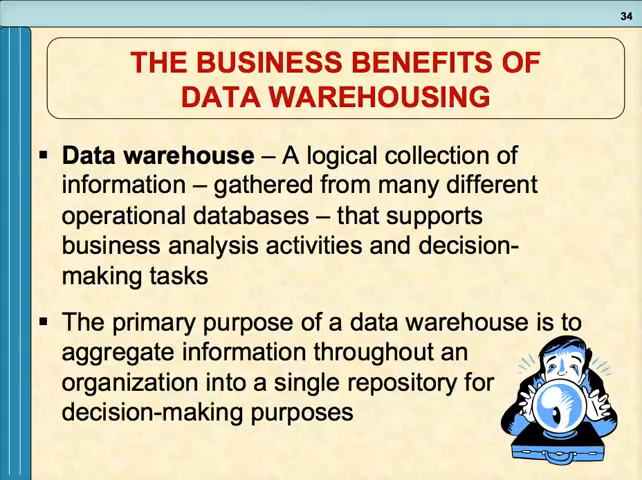 34
THE BUSINESS BENEFITS OF
DATA WAREHOUSING
▪ Data warehouse – A logical collection of
information – gathered from many different
operational databases – that supports
business analysis activities and decision-
making tasks
▪ The primary purpose of a data warehouse is to
aggregate information throughout an
organization into a single repository for
decision-making purposes